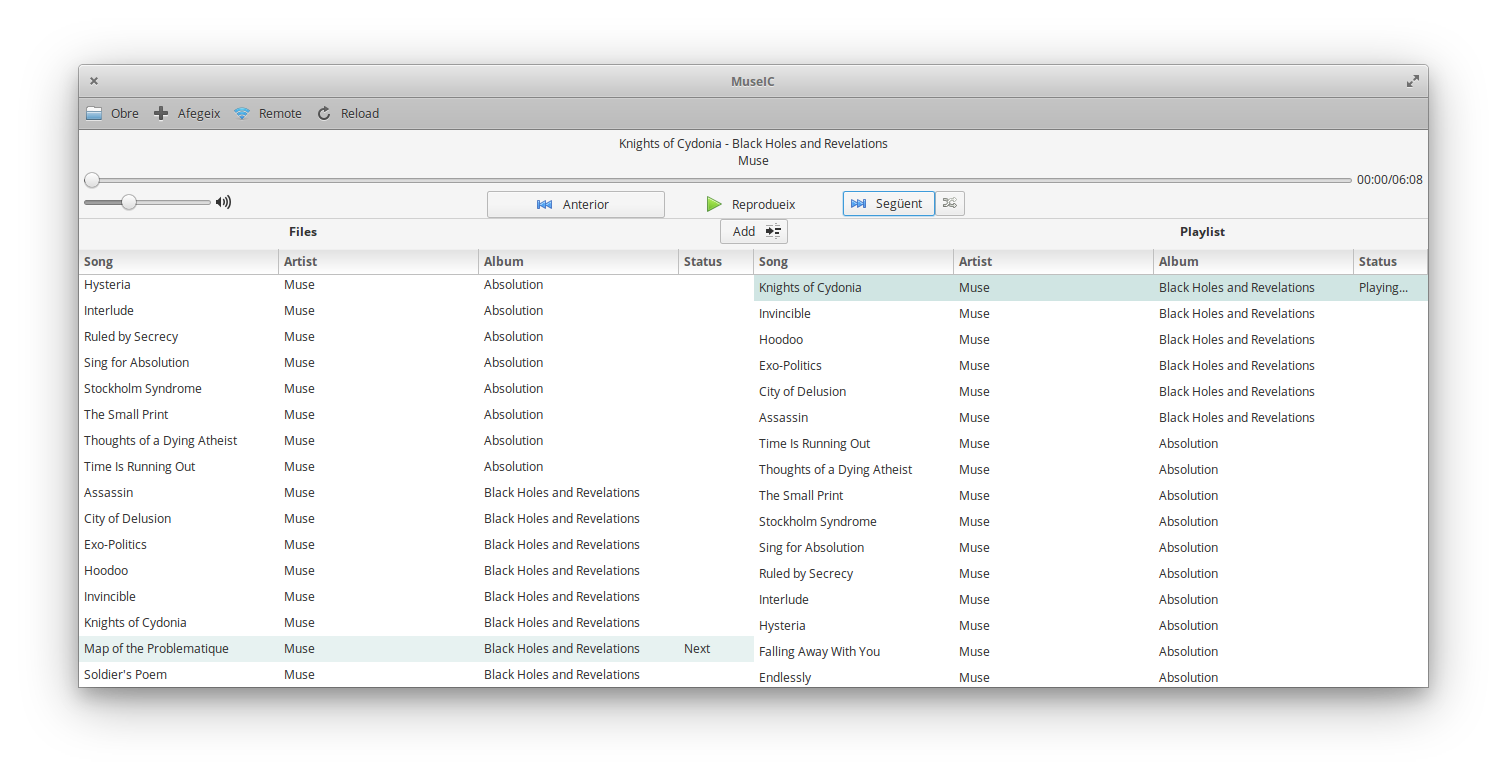 MuseIC
Obre Afegeix Remote Reload
Knights of Cydonia - Black Holes and Revelations
Muse
00:00/06:08
Anterior Reprodueix Següent
Files Add Playlist
Song Artist Album Status Song Artist Album Status
Hysteria Muse Absolution
Knights of Cydonia Muse Black Holes and Revelations Playing...
Interlude Muse Absolution
Invincible Muse Black Holes and Revelations
Ruled by Secrecy Muse Absolution
Hoodoo Muse Black Holes and Revelations
Sing for Absolution Muse Absolution
Exo-Politics Muse Black Holes and Revelations
Stockholm Syndrome Muse Absolution
City of Delusion Muse Black Holes and Revelations
The Small Print Muse Absolution
Assassin Muse Black Holes and Revelations
Thoughts of a Dying Atheist Muse Absolution
Time Is Running Out Muse Absolution
Time Is Running Out Muse Absolution
Thoughts of a Dying Atheist Muse Absolution
Assassin Muse Black Holes and Revelations
The Small Print Muse Absolution
City of Delusion Muse Black Holes and Revelations
Stockholm Syndrome Muse Absolution
Exo-Politics Muse Black Holes and Revelations
Sing for Absolution Muse Absolution
Hoodoo Muse Black Holes and Revelations
Ruled by Secrecy Muse Absolution
Invincible Muse Black Holes and Revelations
Interlude Muse Absolution
Knights of Cydonia Muse Black Holes and Revelations
Hysteria Muse Absolution
Map of the Problematique Muse Black Holes and Revelations Next
Falling Away With You Muse Absolution
Soldier's Poem Muse Black Holes and Revelations
Endlessly Muse Absolution